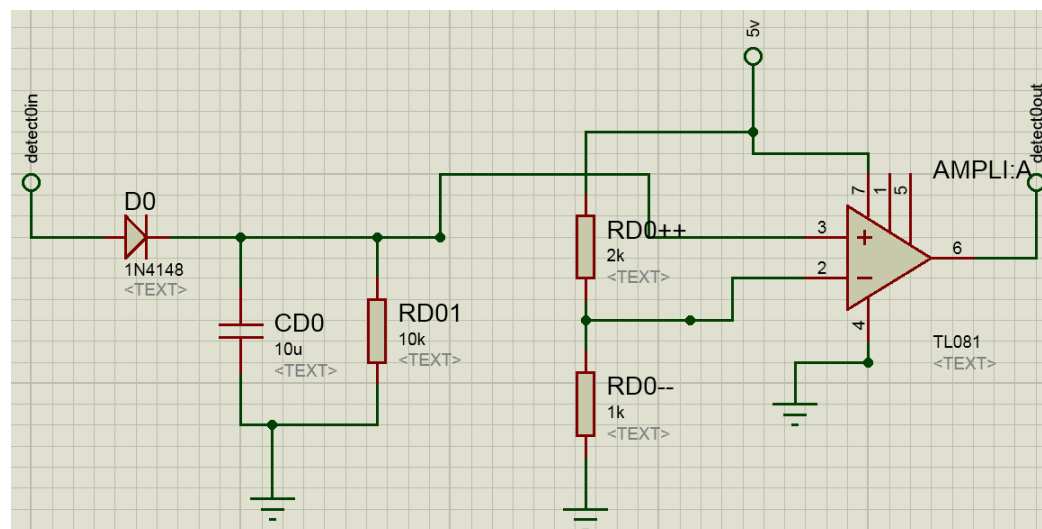 5v
detect0in
detect0out
AMPLI:A
D0
7
1
5
RD0++
3
1N4148
2k
6
<TEXT>
<TEXT>
2
CD0
RD01
4
10u
10k
TL081
<TEXT>
<TEXT>
<TEXT>
RD0--
1k
<TEXT>